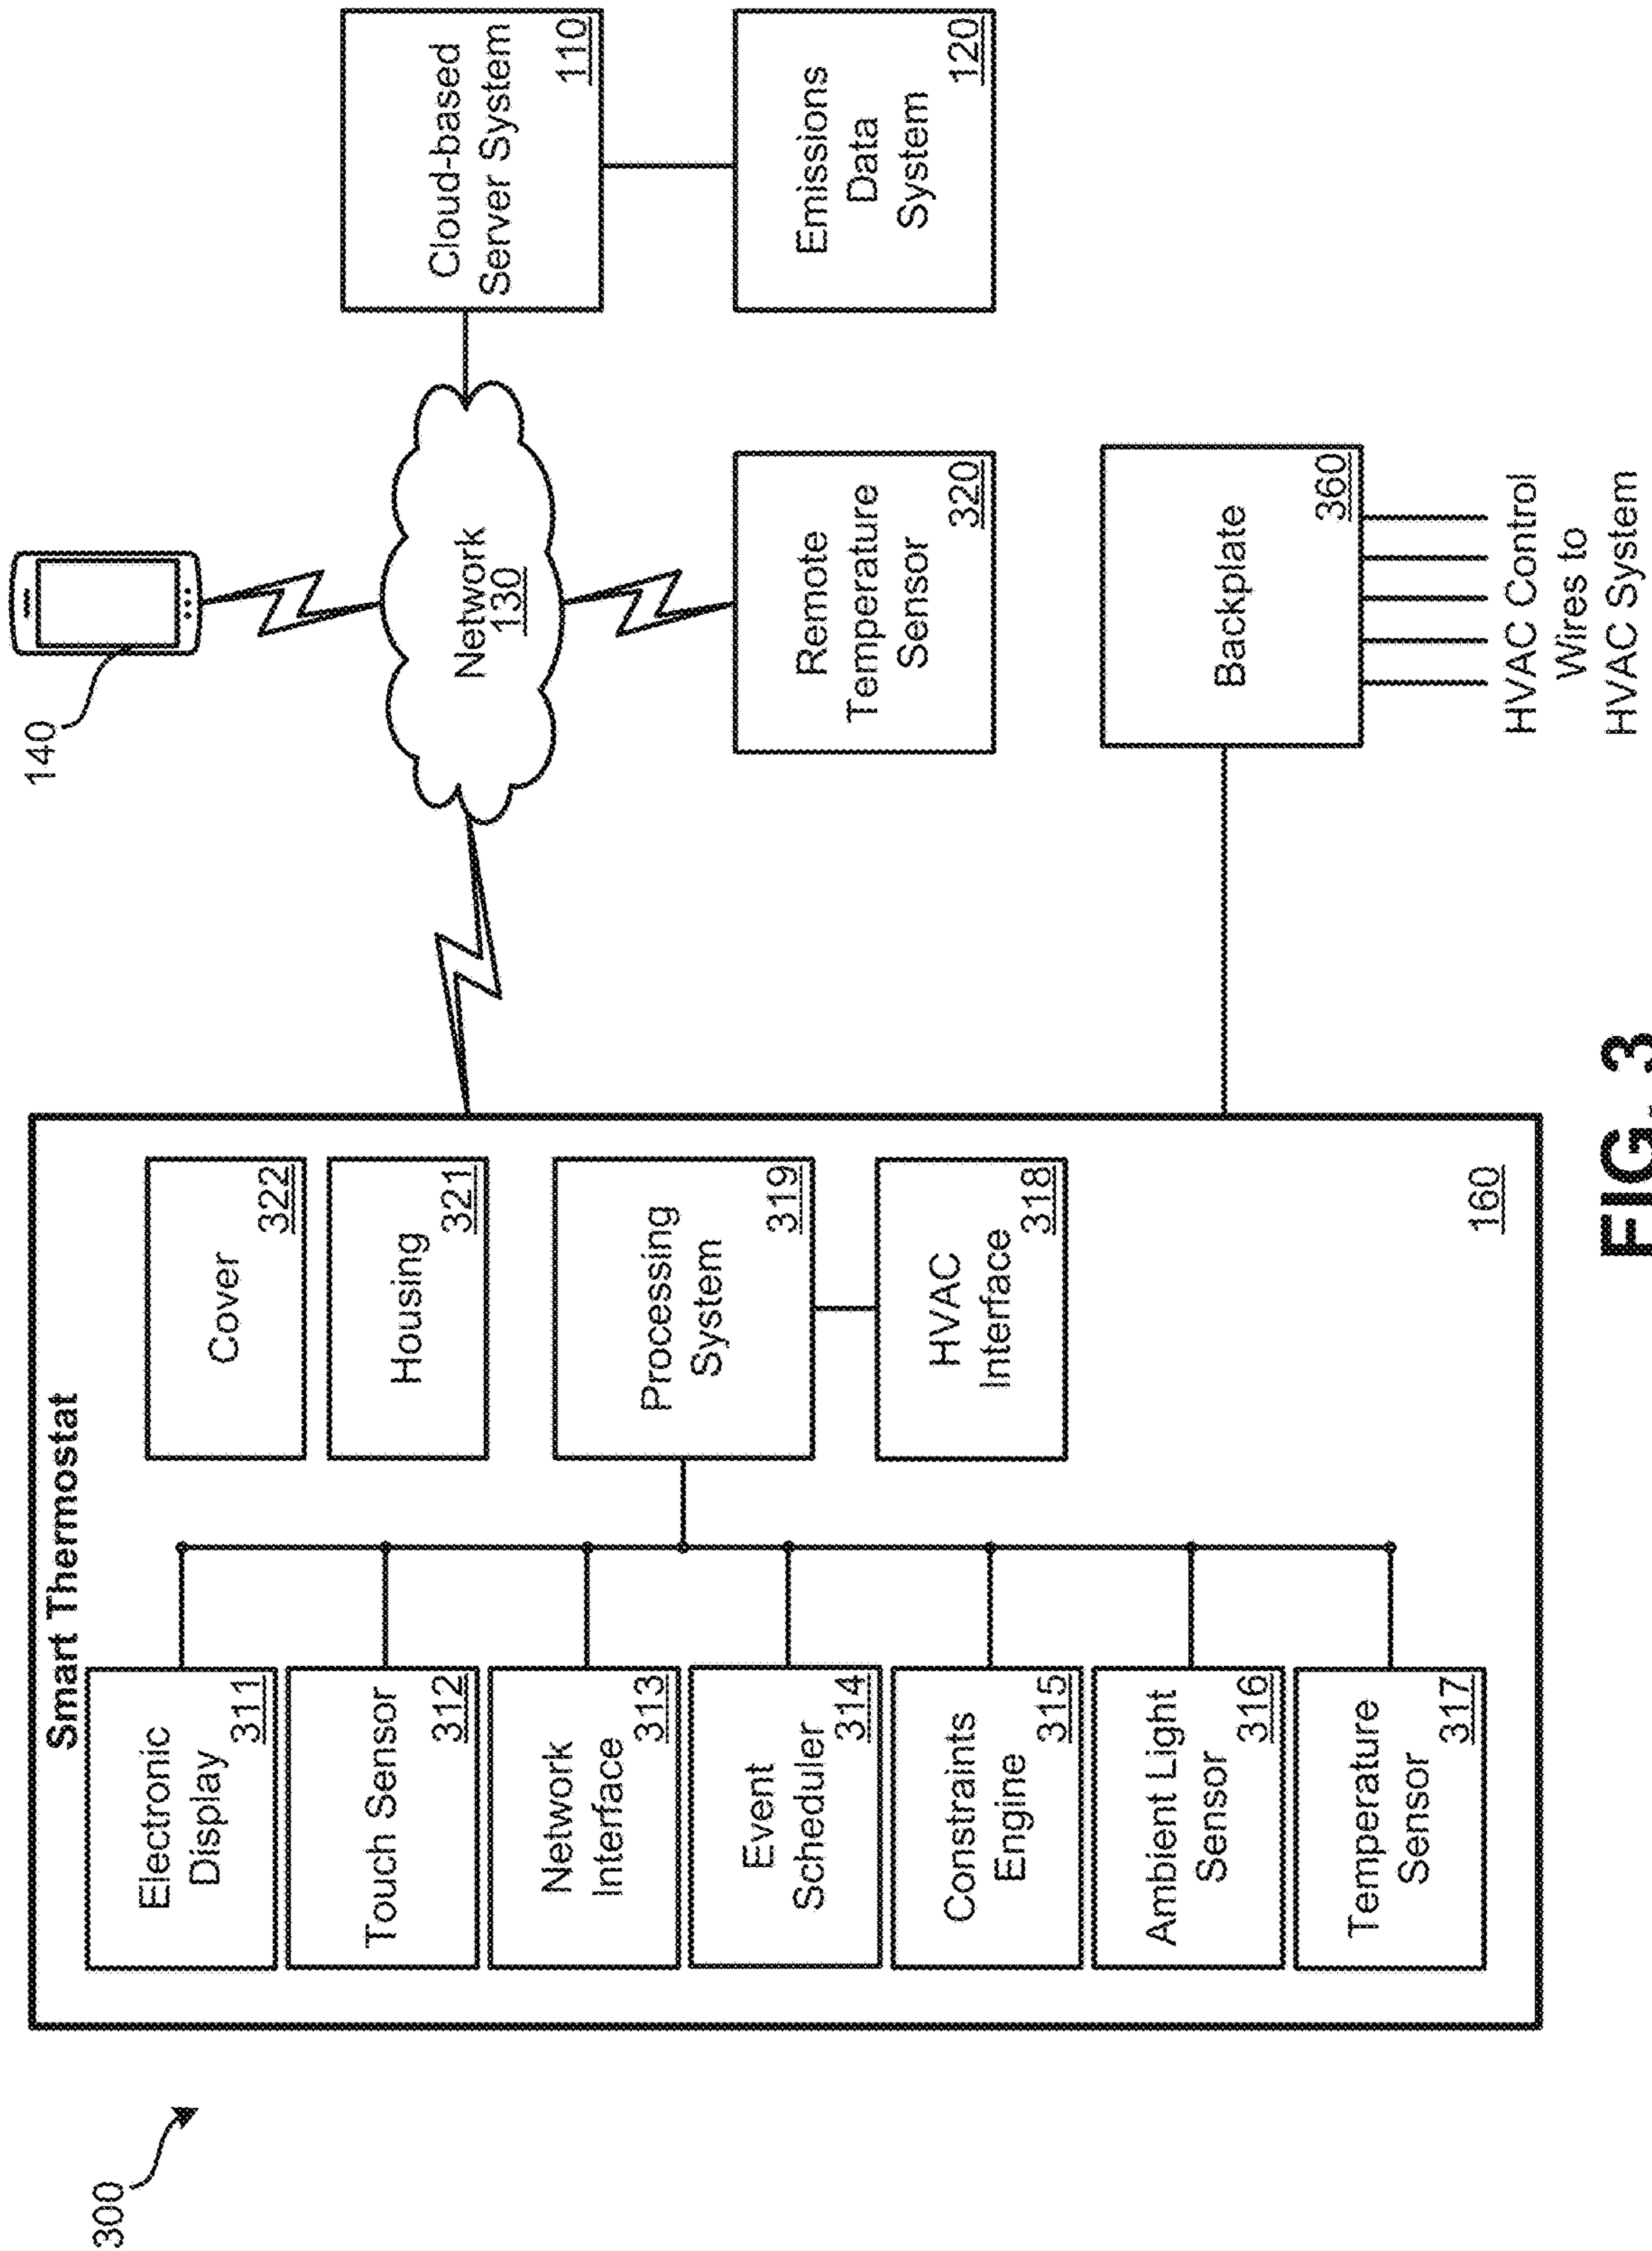 300
Smart Thermostat
Electronic
Display
311
Touch Sensor
312
Network
Interface
313
Event
Scheduler
314
Constraints
Engine
315
Ambient Light
Sensor
316
Temperature
Sensor
317
Cover
322
Housing
321
Processing
System
319
HVAC
Interface
318
160
140
Network
130
Remote
Temperature
Sensor
320
Cloud-based
Server System
110
Emissions
Data
System
120
Backplate
360
HVAC Control
Wires to
HVAC System
FIG. 3